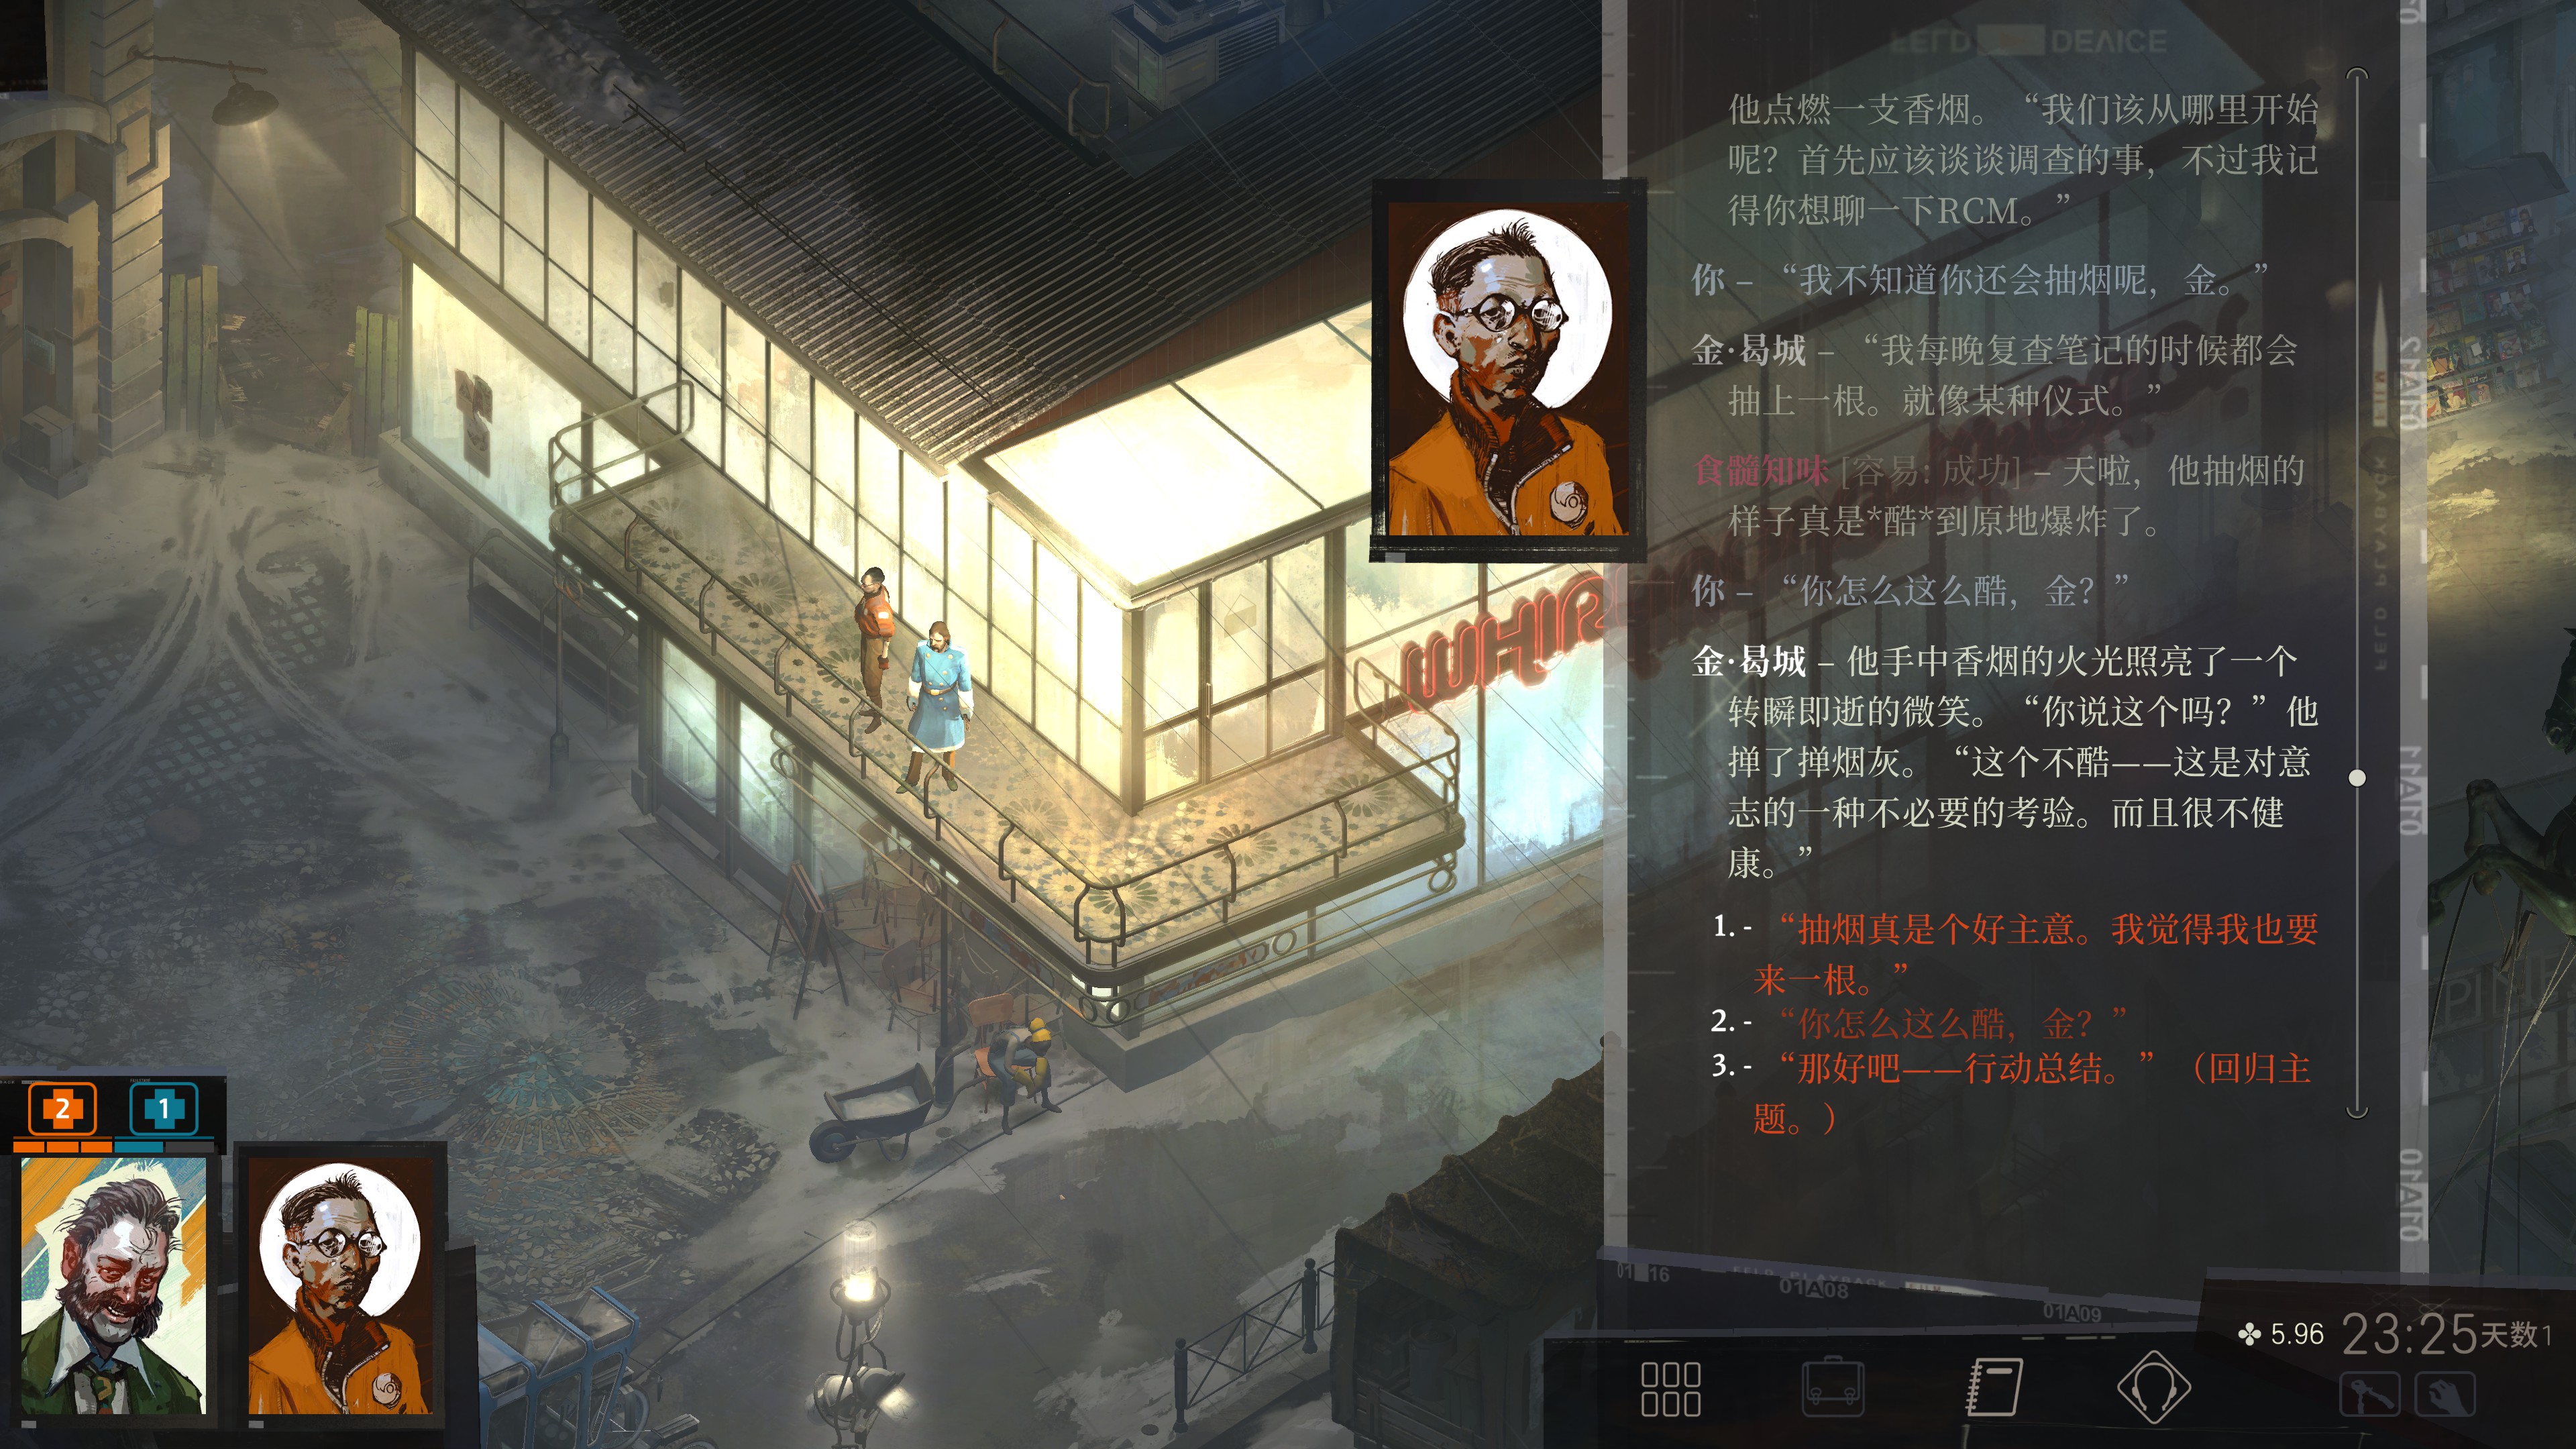 他点燃一支香烟。“我们该从哪里开始
呢？首先应该谈谈调查的事，不过我记
得你想聊一下RCM。”
你 – “我不知道你还会抽烟呢，金。”
金·曷城 – “我每晚复查笔记的时候都会
抽上一根。就像某种仪式。”
食髓知味 [容易: 成功] – 天啦，他抽烟的
样子真是*酷*到原地爆炸了。
你 – “你怎么这么酷，金？”
金·曷城 – 他手中香烟的火光照亮了一个
转瞬即逝的微笑。“你说这个吗？”他
掸了掸烟灰。“这个不酷——这是对意
志的一种不必要的考验。而且很不健
康。”
1. - “抽烟真是个好主意。我觉得我也要
来一根。”
2. - “你怎么这么酷，金？”
3. - “那好吧——行动总结。”（回归主
题。）
WHIR
2
1
01A08
01A09
5.96
23:25天数1